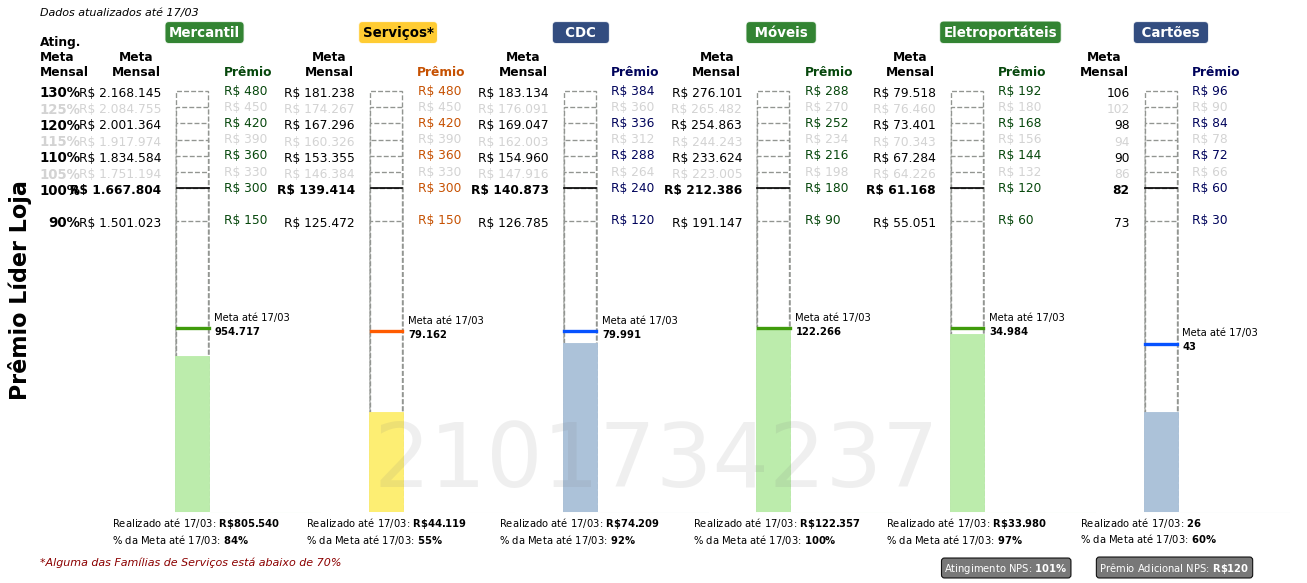 Dados atualizados até 17/03
Mercantil Serviços* CDC Móveis Eletroportáteis Cartões
Ating. Meta Mensal Meta Mensal Prêmio Meta Mensal Prêmio Meta Mensal Prêmio Meta Mensal Prêmio Meta Mensal Prêmio Meta Mensal Prêmio
130% R$ 2.168.145 R$ 480 R$ 181.238 R$ 480 R$ 183.134 R$ 384 R$ 276.101 R$ 288 R$ 79.518 R$ 192 106 R$ 96
125% R$ 2.084.755 R$ 450 R$ 174.267 R$ 450 R$ 176.091 R$ 360 R$ 265.482 R$ 270 R$ 76.460 R$ 180 102 R$ 90
120% R$ 2.001.364 R$ 420 R$ 167.296 R$ 420 R$ 169.047 R$ 336 R$ 254.863 R$ 252 R$ 73.401 R$ 168 98 R$ 84
115% R$ 1.917.974 R$ 390 R$ 160.326 R$ 390 R$ 162.003 R$ 312 R$ 244.243 R$ 234 R$ 70.343 R$ 156 94 R$ 78
110% R$ 1.834.584 R$ 360 R$ 153.355 R$ 360 R$ 154.960 R$ 288 R$ 233.624 R$ 216 R$ 67.284 R$ 144 90 R$ 72
105% R$ 1.751.194 R$ 330 R$ 146.384 R$ 330 R$ 147.916 R$ 264 R$ 223.005 R$ 198 R$ 64.226 R$ 132 86 R$ 66
100% R$ 1.667.804 R$ 300 R$ 139.414 R$ 300 R$ 140.873 R$ 240 R$ 212.386 R$ 180 R$ 61.168 R$ 120 82 R$ 60
90% R$ 1.501.023 R$ 150 R$ 125.472 R$ 150 R$ 126.785 R$ 120 R$ 191.147 R$ 90 R$ 55.051 R$ 60 73 R$ 30
Prêmio Líder Loja
Meta até 17/03 Meta até 17/03 Meta até 17/03 Meta até 17/03 Meta até 17/03 Meta até 17/03
954.717 79.162 79.991 122.266 34.984 43
2101734237
Realizado até 17/03: R$805.540 Realizado até 17/03: R$44.119 Realizado até 17/03: R$74.209 Realizado até 17/03: R$122.357 Realizado até 17/03: R$33.980 Realizado até 17/03: 26
% da Meta até 17/03: 84% % da Meta até 17/03: 55% % da Meta até 17/03: 92% % da Meta até 17/03: 100% % da Meta até 17/03: 97% % da Meta até 17/03: 60%
*Alguma das Famílias de Serviços está abaixo de 70%
Atingimento NPS: 101% Prêmio Adicional NPS: R$120